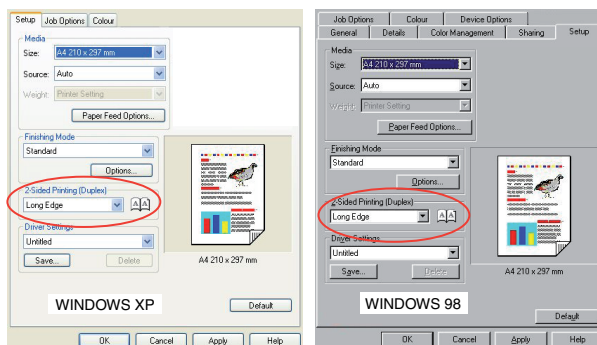 Setup Job Options Colour
Media
Size: A4 210 x 297 mm
Source: Auto
Weight: Printer Setting
Paper Feed Options...
Finishing Mode
Standard
Options...
2-Sided Printing (Duplex)
Long Edge
A A
Driver Settings
Untitled
Save... Delete
A4 210 x 297 mm
WINDOWS XP
Default
OK Cancel Apply Help
Job Options Colour Device Options
General Details Color Management Sharing Setup
Media
Size: A4 210 x 297 mm
Source: Auto
Weight: Printer Setting
Paper Feed Options...
Finishing Mode
Standard
Options...
2-Sided Printing (Duplex)
Long Edge
A A
Driver Settings
Untitled
Save... Delete
A4 210 x 297 mm
WINDOWS 98
Default
OK Cancel Apply Help